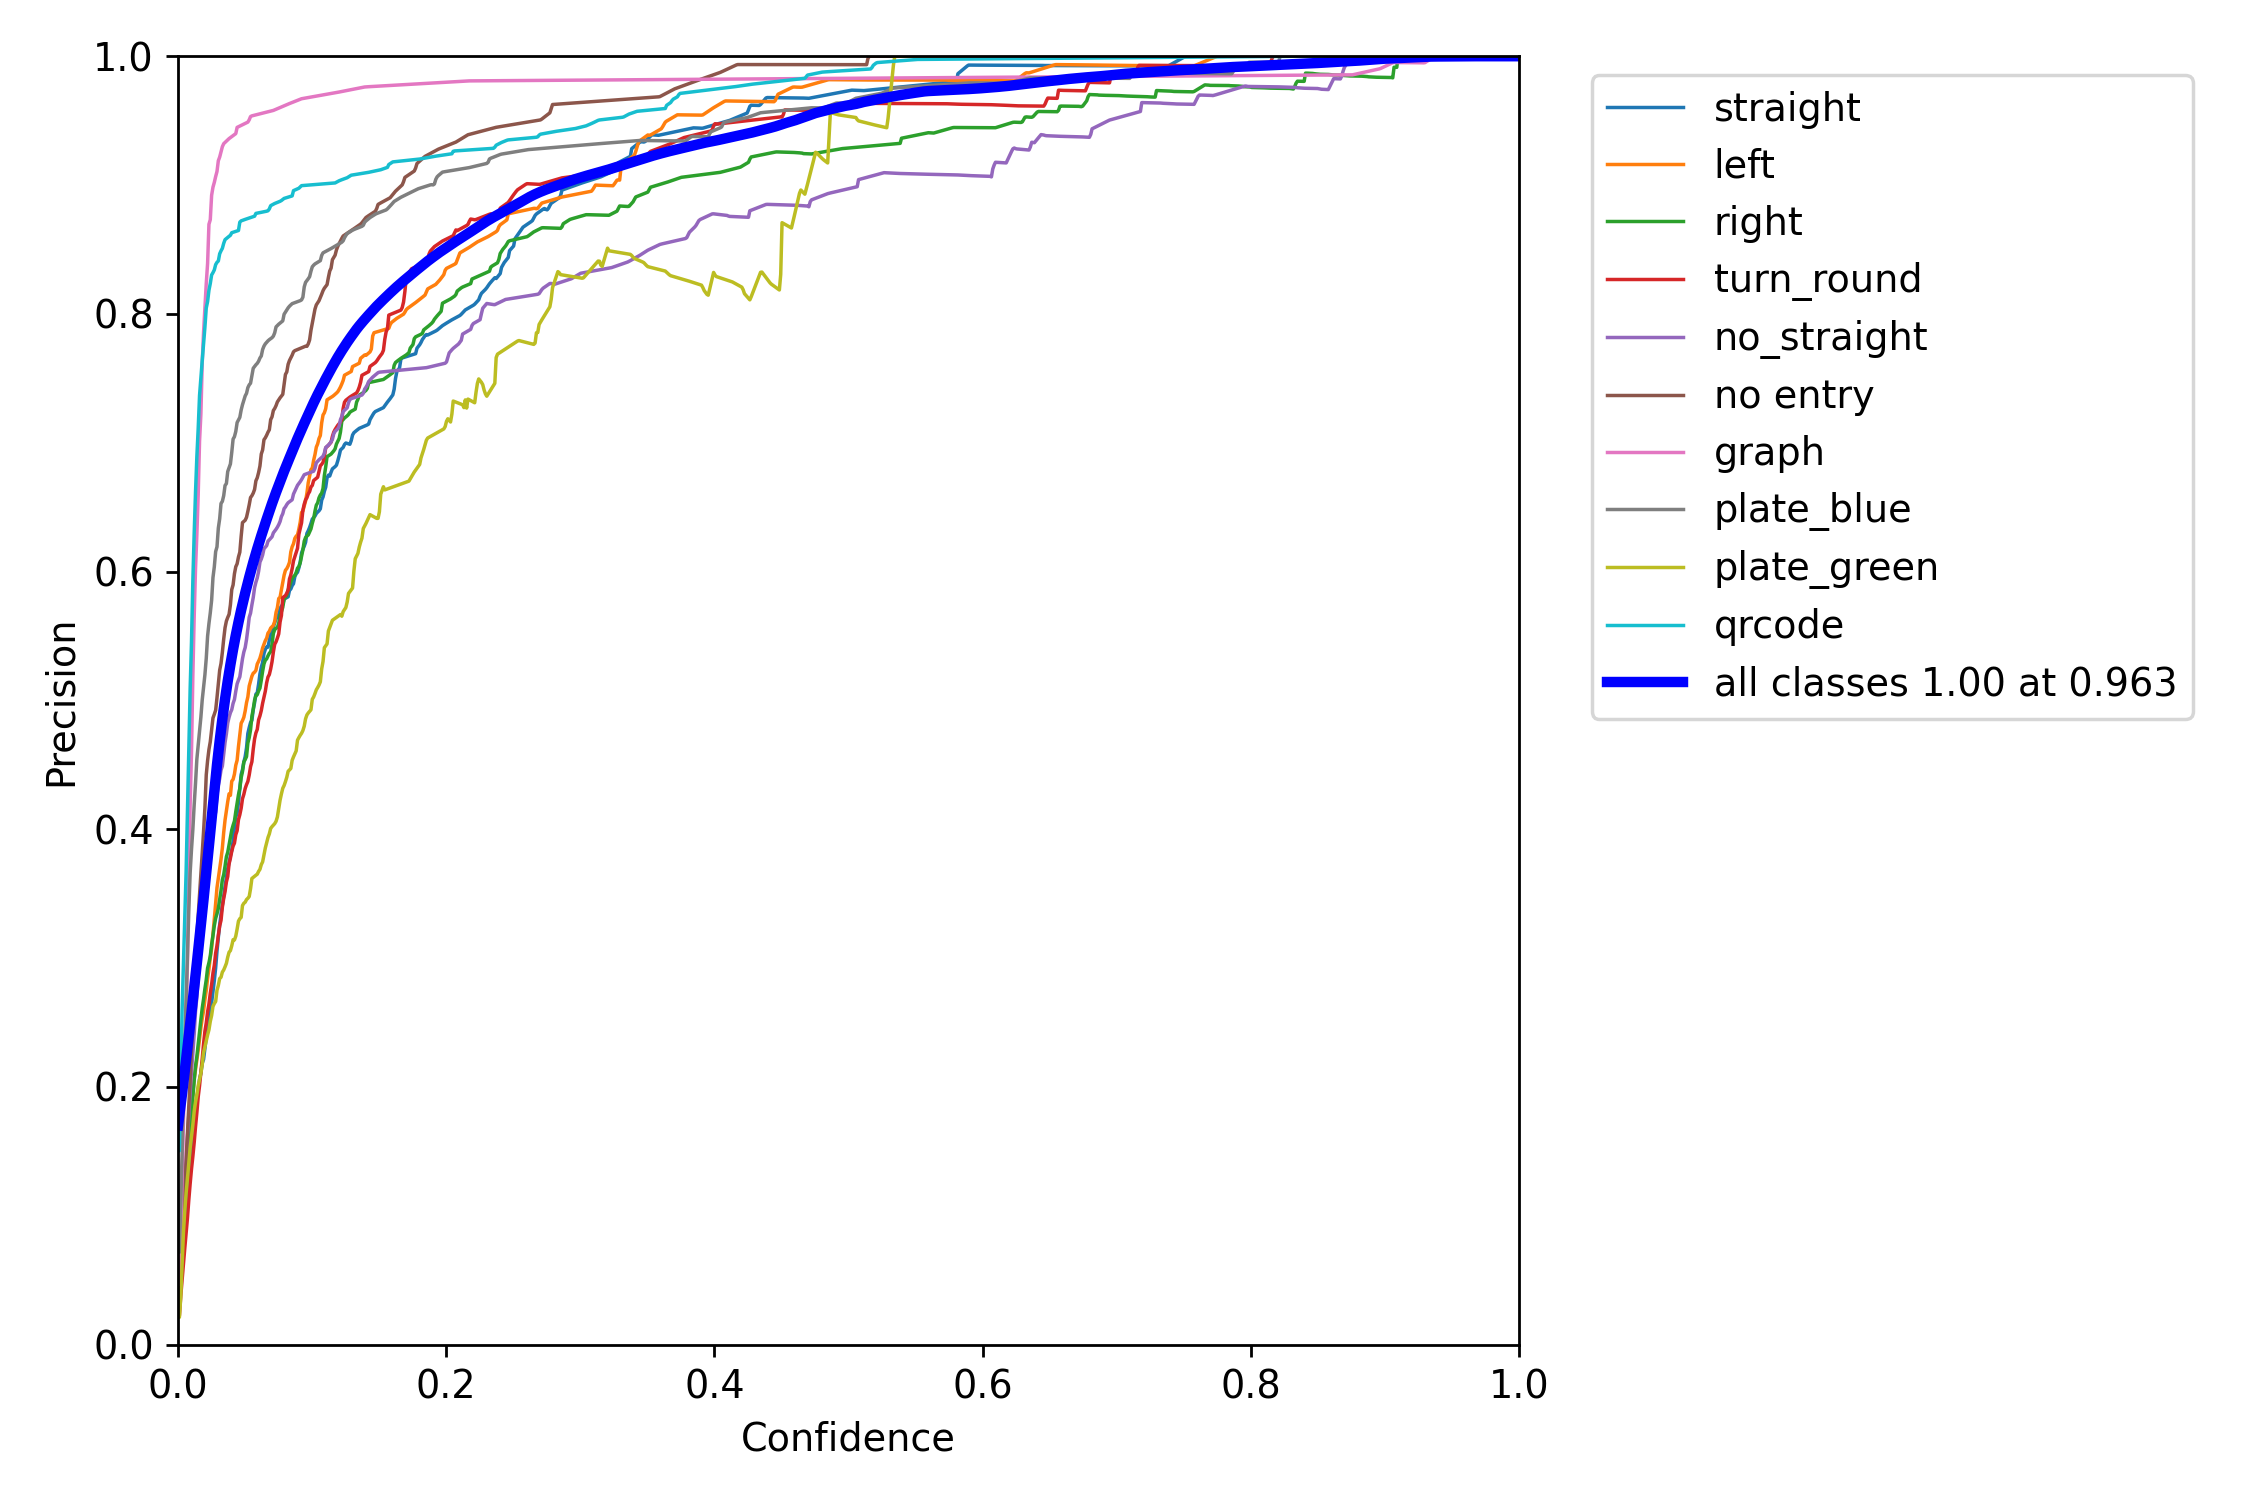 1.0
0.8
0.6
0.4
0.2
0.0
Precision
0.0 0.2 0.4 0.6 0.8 1.0
Confidence
straight
left
right
turn_round
no_straight
no entry
graph
plate_blue
plate_green
qrcode
all classes 1.00 at 0.963